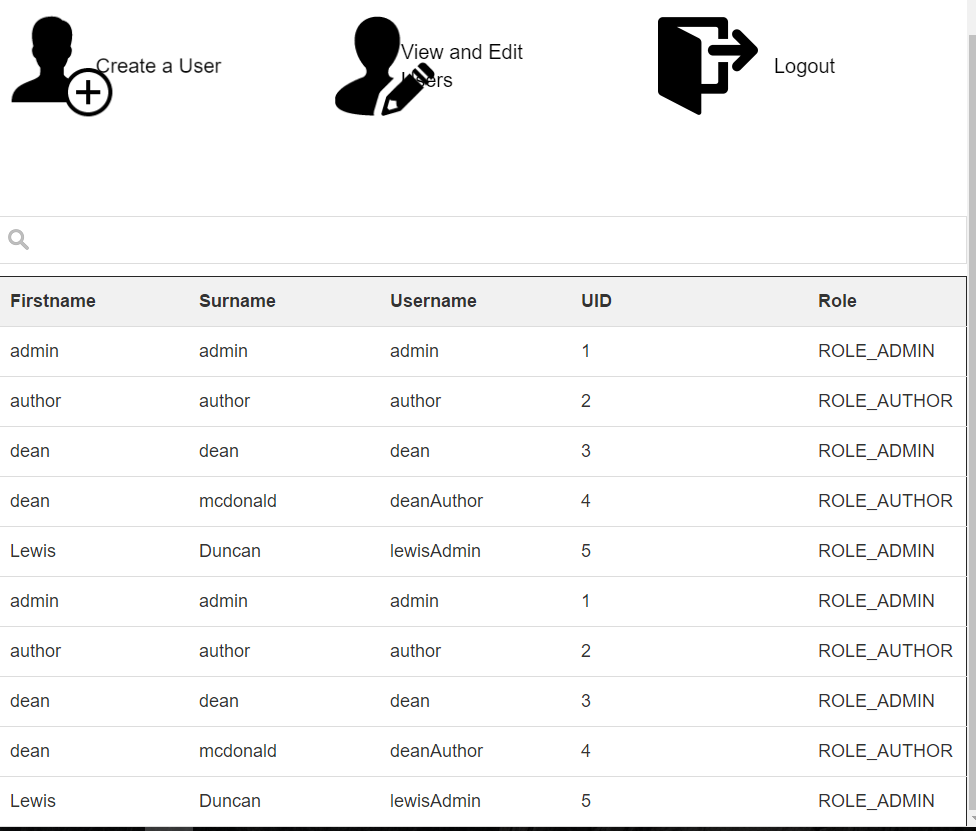 Create a User
View and Edit
Users
Logout
Firstname Surname Username UID Role
admin admin admin 1 ROLE_ADMIN
author author author 2 ROLE_AUTHOR
dean dean dean 3 ROLE_ADMIN
dean mcdonald deanAuthor 4 ROLE_AUTHOR
Lewis Duncan lewisAdmin 5 ROLE_ADMIN
admin admin admin 1 ROLE_ADMIN
author author author 2 ROLE_AUTHOR
dean dean dean 3 ROLE_ADMIN
dean mcdonald deanAuthor 4 ROLE_AUTHOR
Lewis Duncan lewisAdmin 5 ROLE_ADMIN